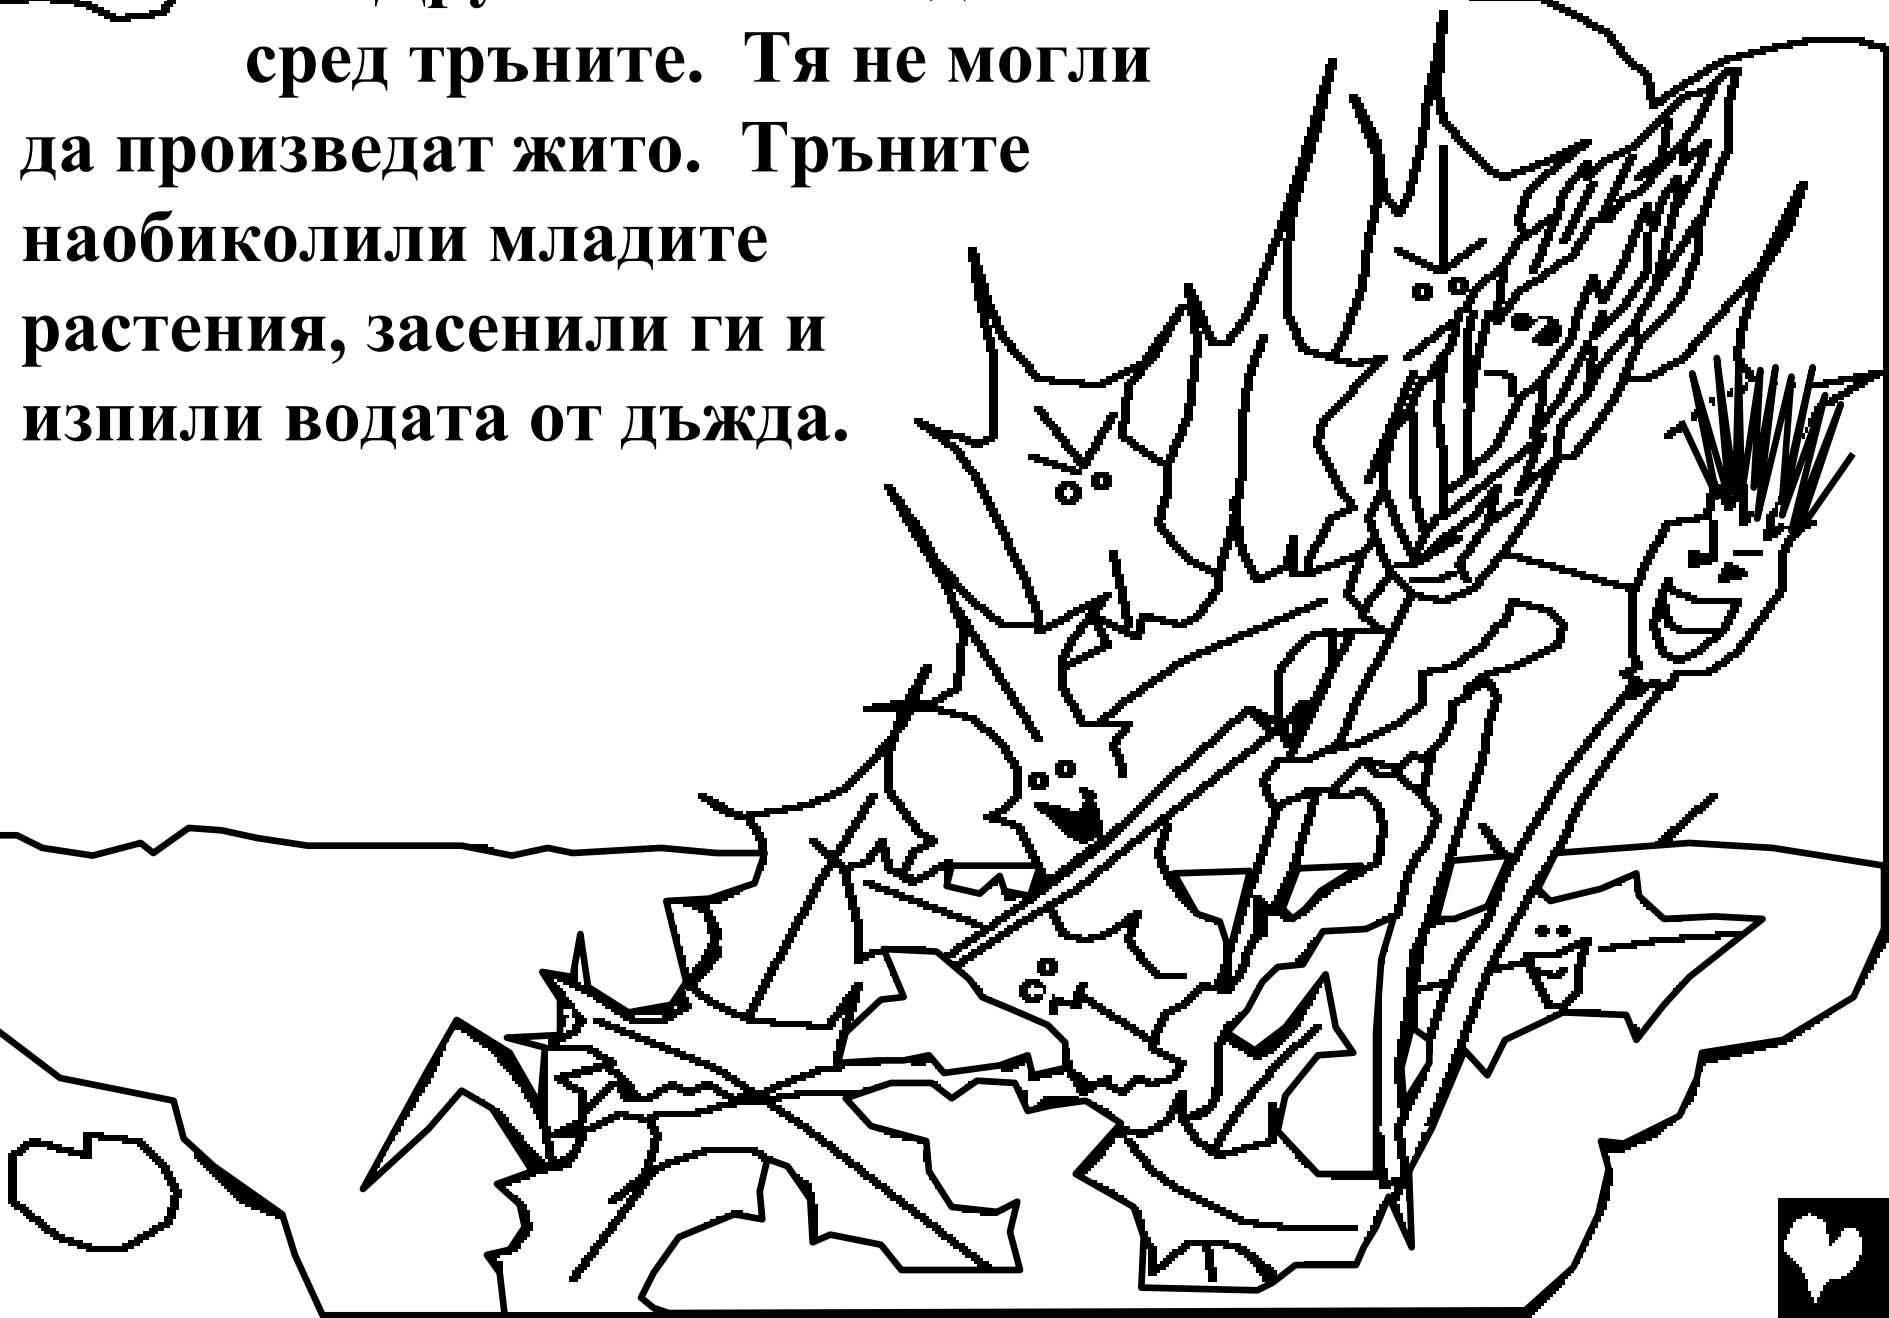 сред тръните. Тя не могли
да произведат жито. Тръните
наобиколили младите
растения, засенили ги и
изпили водата от дъжда.